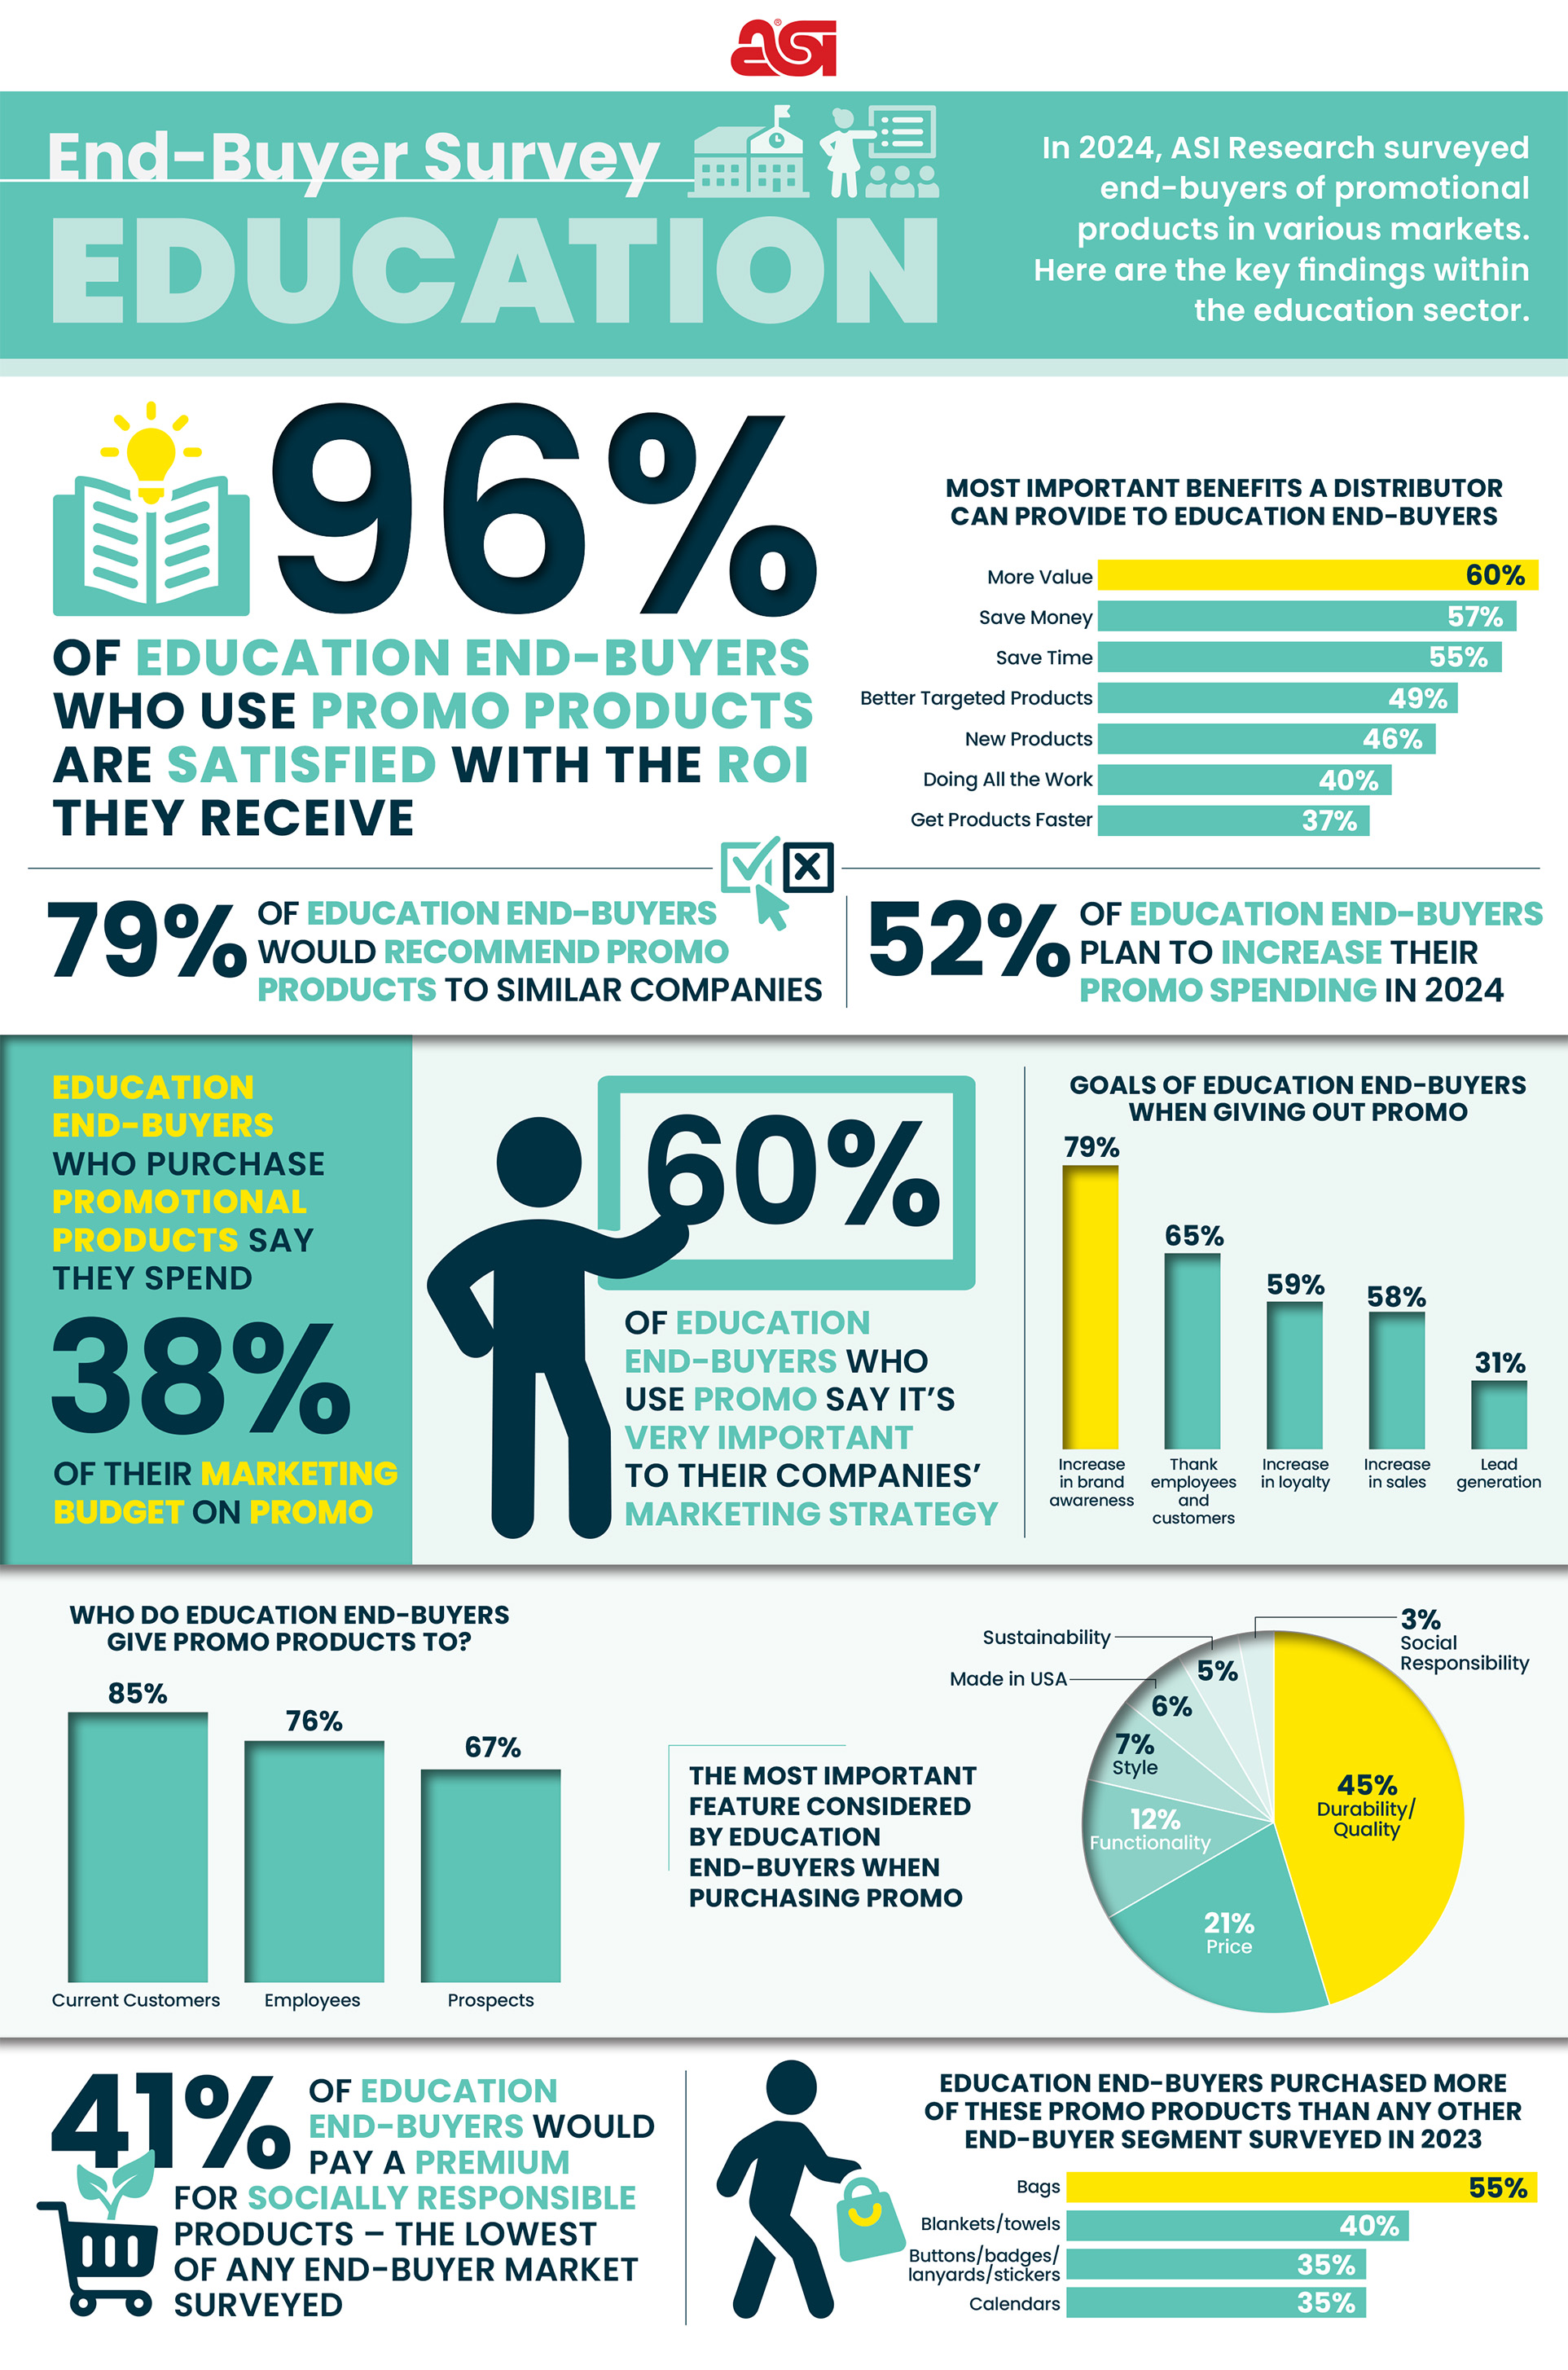 asi®
End-Buyer Survey
EDUCATION
In 2024, ASI Research surveyed
end-buyers of promotional
products in various markets.
Here are the key findings within
the education sector.
96%
OF EDUCATION END-BUYERS
WHO USE PROMO PRODUCTS
ARE SATISFIED WITH THE ROI
THEY RECEIVE
MOST IMPORTANT BENEFITS A DISTRIBUTOR
CAN PROVIDE TO EDUCATION END-BUYERS
More Value 60%
Save Money 57%
Save Time 55%
Better Targeted Products 49%
New Products 46%
Doing All the Work 40%
Get Products Faster 37%
79%
OF EDUCATION END-BUYERS
WOULD RECOMMEND PROMO
PRODUCTS TO SIMILAR COMPANIES
52%
OF EDUCATION END-BUYERS
PLAN TO INCREASE THEIR
PROMO SPENDING IN 2024
EDUCATION
END-BUYERS
WHO PURCHASE
PROMOTIONAL
PRODUCTS SAY
THEY SPEND
38%
OF THEIR MARKETING
BUDGET ON PROMO
60%
OF EDUCATION
END-BUYERS WHO
USE PROMO SAY IT'S
VERY IMPORTANT
TO THEIR COMPANIES'
MARKETING STRATEGY
GOALS OF EDUCATION END-BUYERS
WHEN GIVING OUT PROMO
79%
Increase
in brand
awareness
65%
Thank
employees
and
customers
59%
Increase
in loyalty
58%
Increase
in sales
31%
Lead
generation
WHO DO EDUCATION END-BUYERS
GIVE PROMO PRODUCTS TO?
85%
Current Customers
76%
Employees
67%
Prospects
THE MOST IMPORTANT
FEATURE CONSIDERED
BY EDUCATION
END-BUYERS WHEN
PURCHASING PROMO
45%
Durability/
Quality
21%
Price
12%
Functionality
7%
Style
Made in USA
6%
Sustainability
5%
3%
Social
Responsibility
41%
OF EDUCATION
END-BUYERS WOULD
PAY A PREMIUM
FOR SOCIALLY RESPONSIBLE
PRODUCTS – THE LOWEST
OF ANY END-BUYER MARKET
SURVEYED
EDUCATION END-BUYERS PURCHASED MORE
OF THESE PROMO PRODUCTS THAN ANY OTHER
END-BUYER SEGMENT SURVEYED IN 2023
Bags 55%
Blankets/towels 40%
Buttons/badges/
lanyards/stickers 35%
Calendars 35%